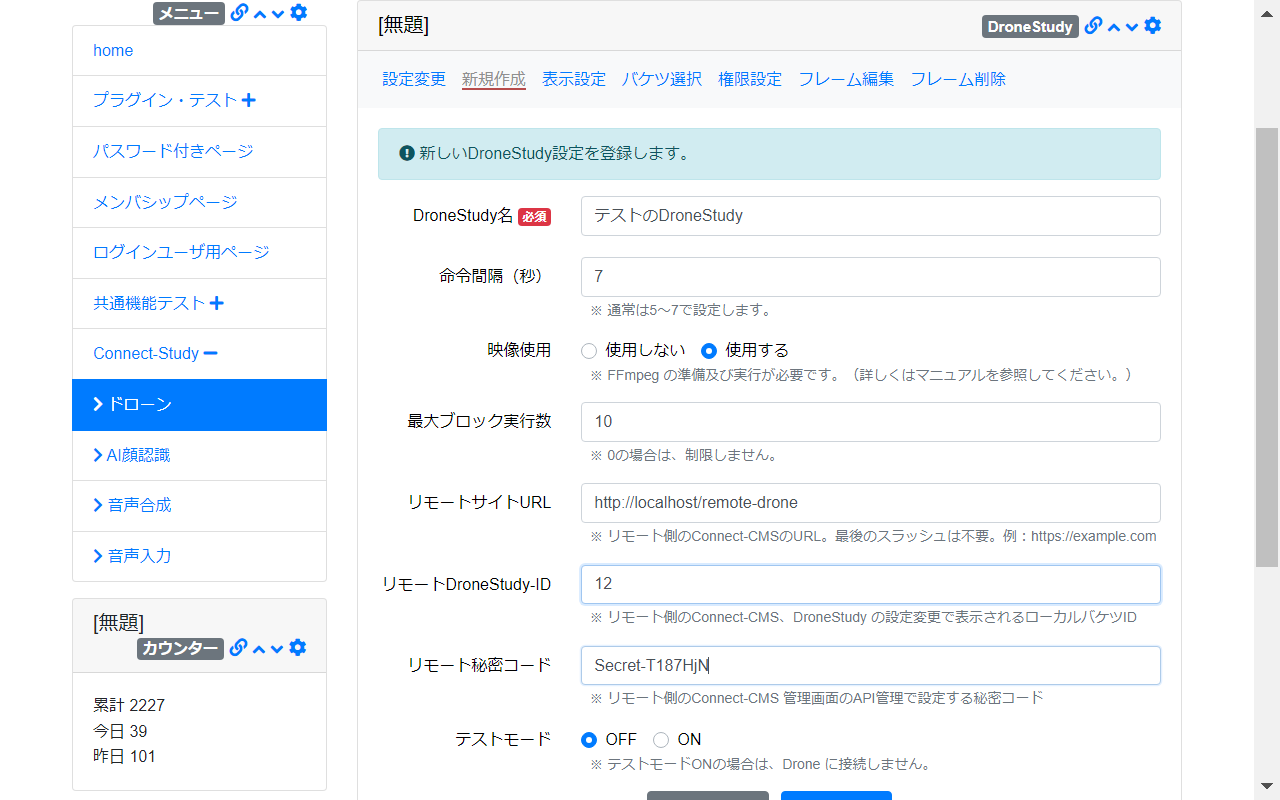 メニュー
home
プラグイン・テスト
パスワード付きページ
メンバシップページ
ログインユーザ用ページ
共通機能テスト
Connect-Study
ドローン
AI顔認識
音声合成
音声入力
[無題]
カウンター
累計 2227
今日 39
昨日 101
[無題] DroneStudy
設定変更 新規作成 表示設定 バケツ選択 権限設定 フレーム編集 フレーム削除
新しいDroneStudy設定を登録します。
DroneStudy名 必須 テストのDroneStudy
命令間隔（秒） 7
※ 通常は5～7で設定します。
映像使用 使用しない 使用する
※ FFmpeg の準備及び実行が必要です。（詳しくはマニュアルを参照してください。）
最大ブロック実行数 10
※ 0の場合は、制限しません。
リモートサイトURL http://localhost/remote-drone
※ リモート側のConnect-CMSのURL。最後のスラッシュは不要。例：https://example.com
リモートDroneStudy-ID 12
※ リモート側のConnect-CMS、DroneStudy の設定変更で表示されるローカルバケツID
リモート秘密コード Secret-T187HjN
※ リモート側のConnect-CMS 管理画面のAPI管理で設定する秘密コード
テストモード OFF ON
※ テストモードONの場合は、Drone に接続しません。